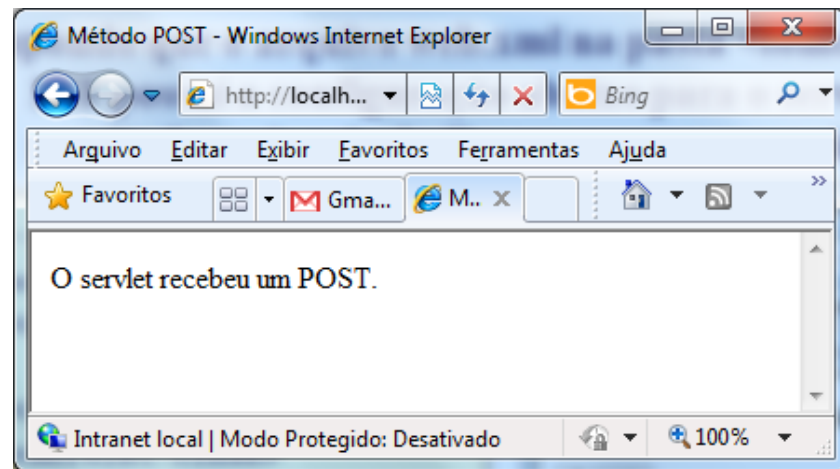 Método POST - Windows Internet Explorer
http://localh...
Bing
Arquivo Editar Exibir Favoritos Ferramentas Ajuda
Favoritos Gma... M..
O servlet recebeu um POST.
Intranet local | Modo Protegido: Desativado 100%